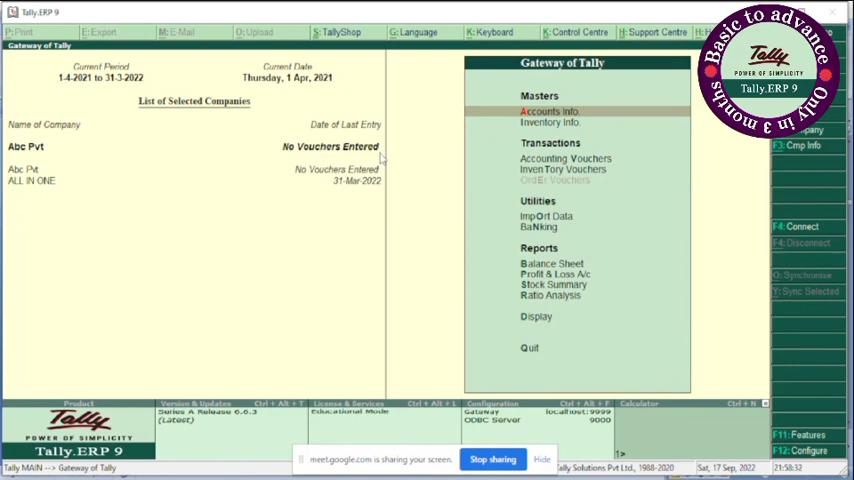 Tally.ERP 9
P:Print E:Export M:E-Mail O:Upload S:TallyShop G:Language K:Keyboard K:Control Centre H:Support Centre
Gateway of Tally
Current Period
1-4-2021 to 31-3-2022
Current Date
Thursday, 1 Apr, 2021
List of Selected Companies
Name of Company
Date of Last Entry
Abc Pvt
No Vouchers Entered
Abc Pvt
No Vouchers Entered
ALL IN ONE
31-Mar-2022
Gateway of Tally
Masters
Accounts Info.
Inventory Info.
Transactions
Accounting Vouchers
InvenTory Vouchers
OrdEr Vouchers
Utilities
ImpOrt Data
BaNking
Reports
Balance Sheet
Profit & Loss A/c
Stock Summary
Ratio Analysis
Display
Quit
Basic to advance
Tally
POWER OF SIMPLICITY
Tally.ERP 9
Only in 3 months
F3: Cmp Info
F4: Connect
F4: Disconnect
O: Synchronise
Y: Sync Selected
F11: Features
F12: Configure
Product
Tally
POWER OF SIMPLICITY
Tally.ERP 9
Version & Updates Ctrl + Alt + T
Series A Release 6.6.3
(Latest)
License & Services Ctrl + Alt + L
Educational Mode
Configuration Ctrl + Alt + F
Gateway localhost:9999
ODBC Server 9000
Calculator Ctrl + N
1>
meet.google.com is sharing your screen.
Stop sharing
Hide
Tally MAIN --> Gateway of Tally
Tally Solutions Pvt Ltd., 1988-2020
Sat, 17 Sep, 2022
21:58:32